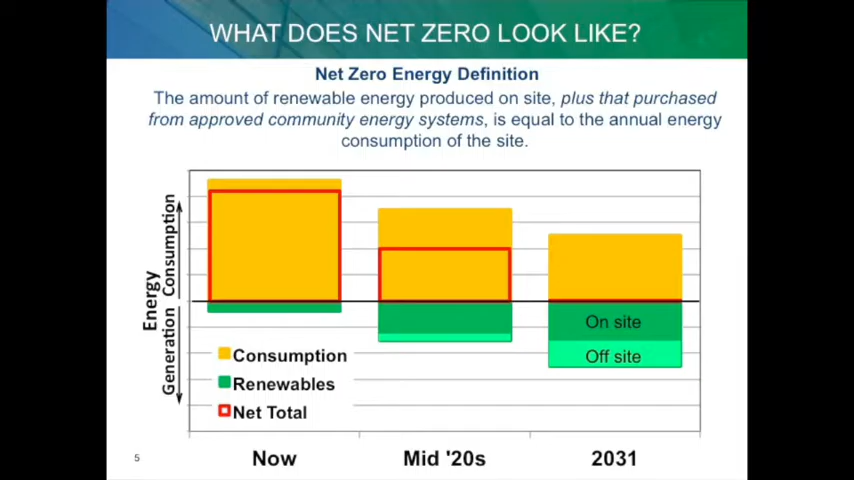 WHAT DOES NET ZERO LOOK LIKE?
Net Zero Energy Definition
The amount of renewable energy produced on site, plus that purchased
from approved community energy systems, is equal to the annual energy
consumption of the site.
Energy
Consumption
Generation
On site
Off site
Consumption
Renewables
Net Total
Now
Mid '20s
2031
5